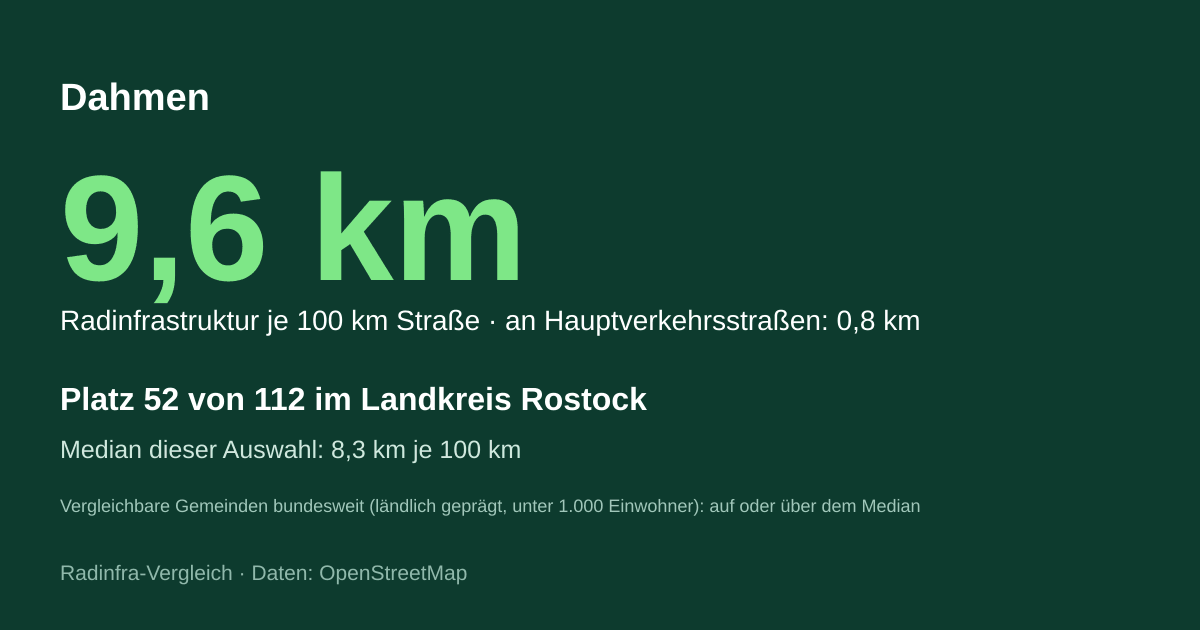 Dahmen
9,6 km
Radinfrastruktur je 100 km Straße · an Hauptverkehrsstraßen: 0,8 km
Platz 52 von 112 im Landkreis Rostock
Median dieser Auswahl: 8,3 km je 100 km
Vergleichbare Gemeinden bundesweit (ländlich geprägt, unter 1.000 Einwohner): auf oder über dem Median
Radinfra-Vergleich · Daten: OpenStreetMap